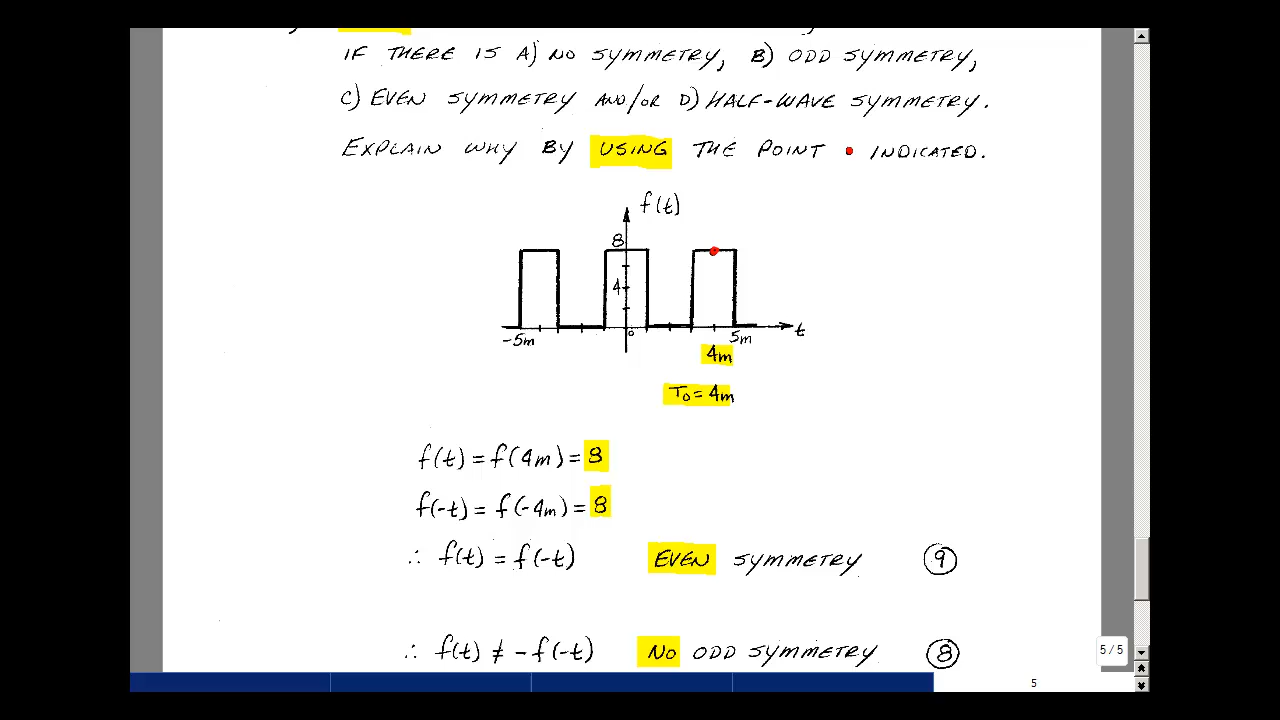 IF THERE IS A) NO SYMMETRY, B) ODD SYMMETRY,
C) EVEN SYMMETRY AND/OR D) HALF-WAVE SYMMETRY.
EXPLAIN WHY BY USING THE POINT • INDICATED.
f(t)
8
4
-5m
0
5m
t
4m
T0 = 4m
f(t) = f(4m) = 8
f(-t) = f(-4m) = 8
∴ f(t) = f(-t) EVEN SYMMETRY 9
∴ f(t) ≠ -f(-t) NO ODD SYMMETRY 8
5 / 5
5